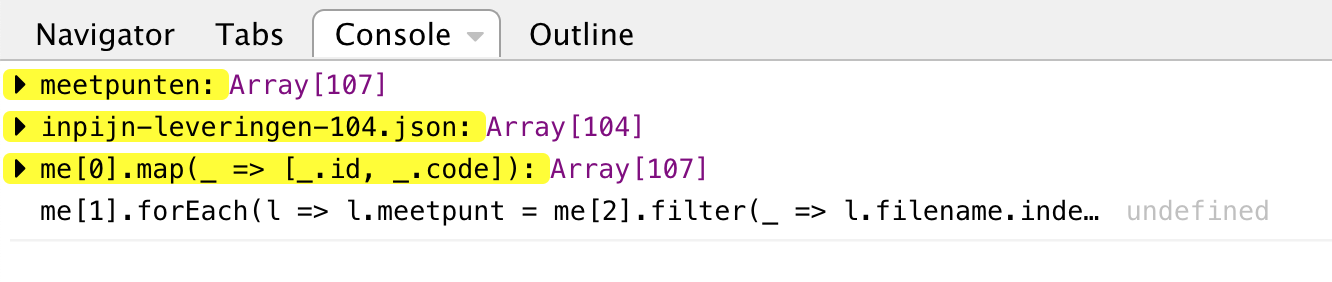 Navigator Tabs Console Outline
meetpunten: Array[107]
inpijn-leveringen-104.json: Array[104]
me[0].map(_ => [_.id, _.code]): Array[107]
me[1].forEach(l => l.meetpunt = me[2].filter(_ => l.filename.inde… undefined